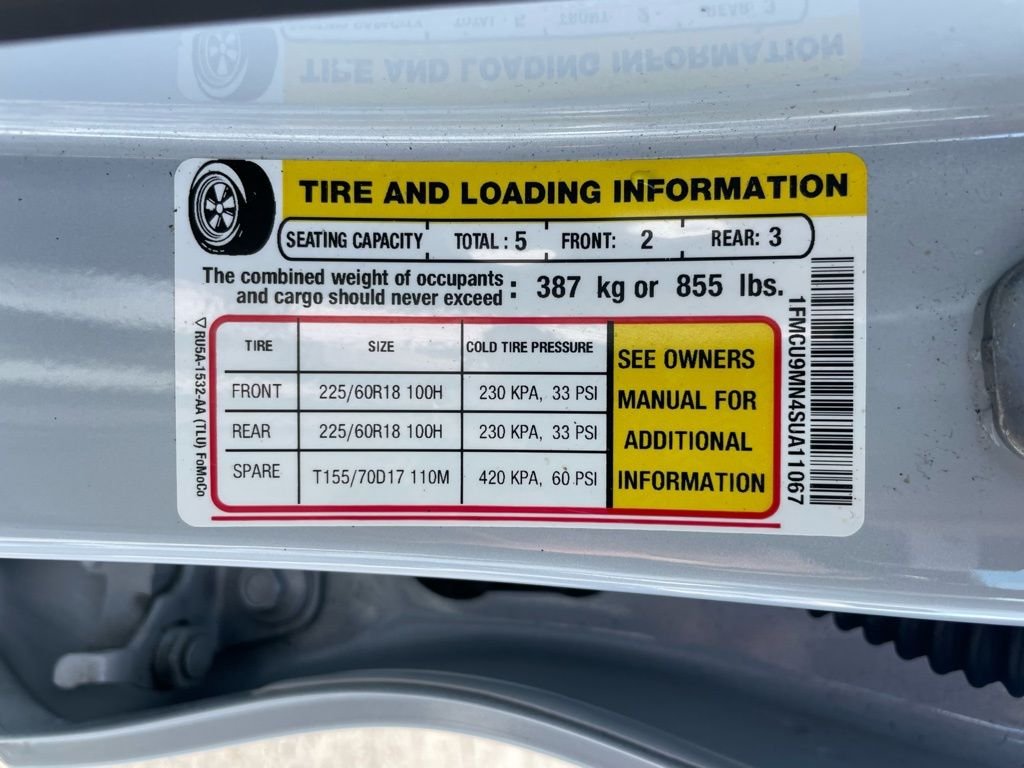 TIRE AND LOADING INFORMATION
SEATING CAPACITY TOTAL : 5 FRONT: 2 REAR: 3
The combined weight of occupants
and cargo should never exceed : 387 kg or 855 lbs.
TIRE SIZE COLD TIRE PRESSURE
FRONT 225/60R18 100H 230 KPA, 33 PSI
REAR 225/60R18 100H 230 KPA, 33 PSI
SPARE T155/70D17 110M 420 KPA, 60 PSI
SEE OWNERS
MANUAL FOR
ADDITIONAL
INFORMATION
1FMCU9MN4SUA11067
RU5A-1532-AA (TLU) FoMoCo